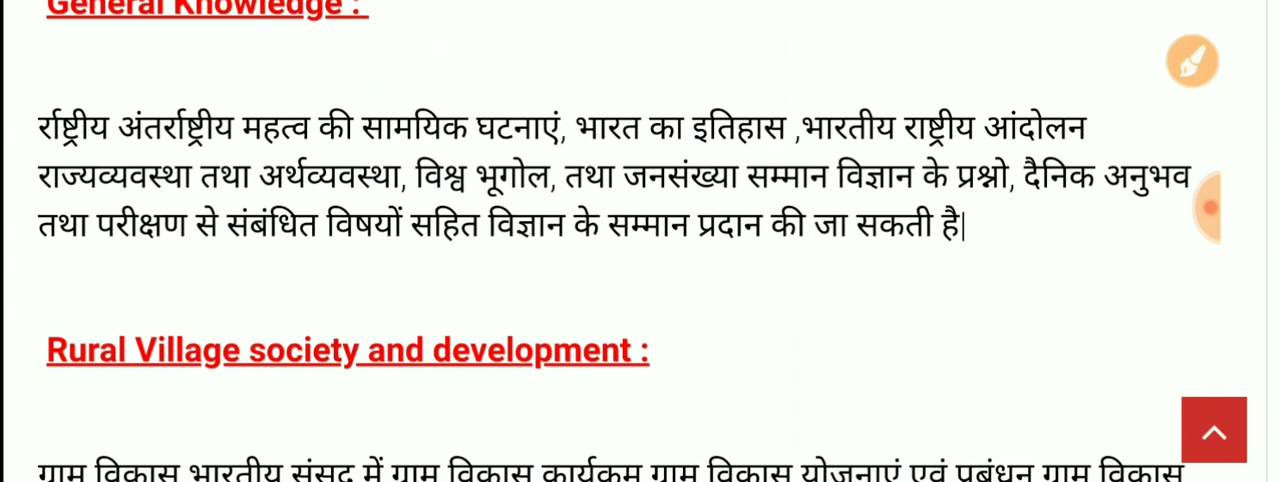 General Knowledge :
र्राष्ट्रीय अंतर्राष्ट्रीय महत्व की सामयिक घटनाएं, भारत का इतिहास ,भारतीय राष्ट्रीय आंदोलन
राज्यव्यवस्था तथा अर्थव्यवस्था, विश्व भूगोल, तथा जनसंख्या सम्मान विज्ञान के प्रश्नो, दैनिक अनुभव
तथा परीक्षण से संबंधित विषयों सहित विज्ञान के सम्मान प्रदान की जा सकती है|
Rural Village society and development :
ग्राम विकास भारतीय संसद में ग्राम विकास कार्यक्रम ग्राम विकास योजनाएं एवं प्रबंधन ग्राम विकास